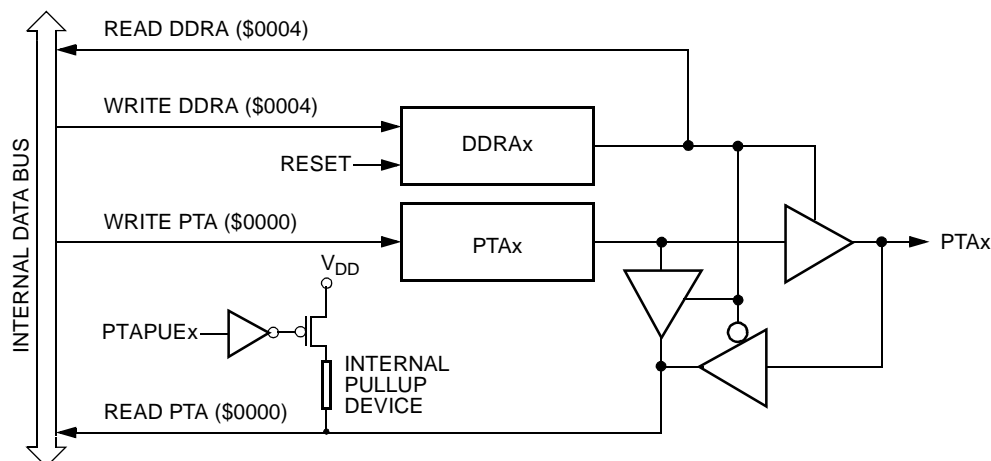 READ DDRA ($0004)
WRITE DDRA ($0004)
DDRAx
RESET
INTERNAL DATA BUS
WRITE PTA ($0000)
PTAx
PTAx
VDD
PTAPUEx
INTERNAL
PULLUP
DEVICE
READ PTA ($0000)